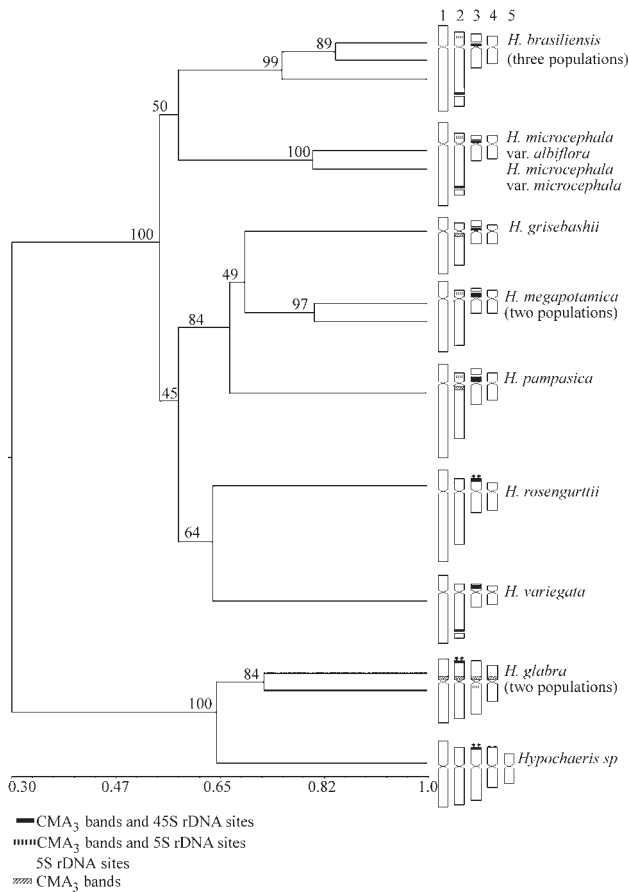 1 2 3 4 5
89
H. brasiliensis
99
(three populations)
50
H. microcephala
100
var. albiflora
H. microcephala
var. microcephala
H. grisebashii
100
49
H. megapotamica
97
(two populations)
84
H. pampasica
45
H. rosengurttii
64
H. variegata
84
H. glabra
(two populations)
100
Hypochaeris sp
0.30 0.47 0.65 0.82 1.0
CMA3 bands and 45S rDNA sites
CMA3 bands and 5S rDNA sites
5S rDNA sites
CMA3 bands